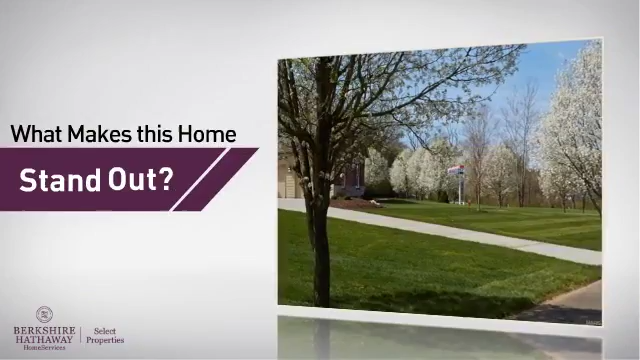 What Makes this Home
Stand Out?
BERKSHIRE
HATHAWAY
HomeServices
Select
Properties